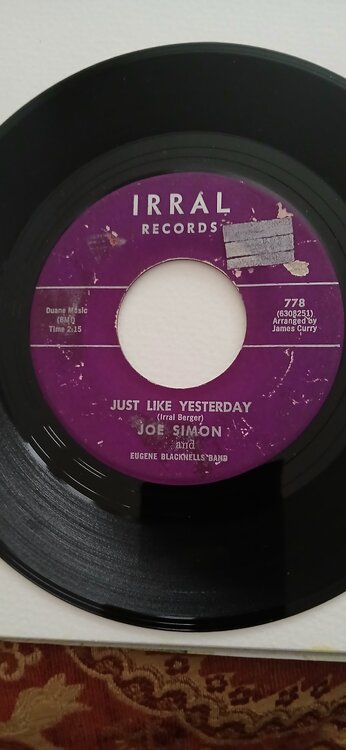 IRRAL
RECORDS
Duane Music
(BMI)
Time 2:15
778
(6308251)
Arranged by
James Curry
JUST LIKE YESTERDAY
(Irral Berger)
JOE SIMON
and
EUGENE BLACKNELLS BAND